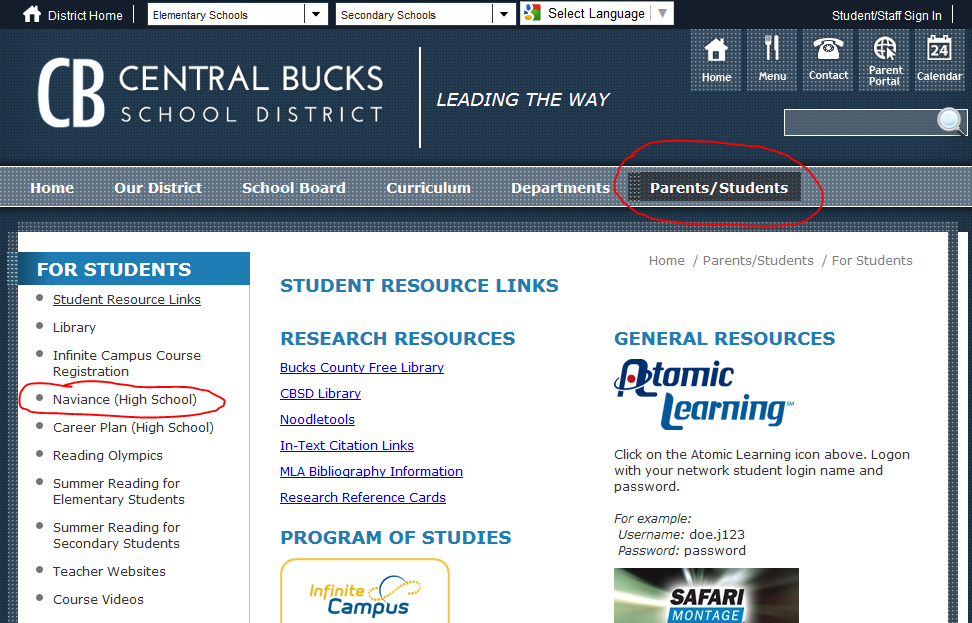 District Home
Elementary Schools
Secondary Schools
Select Language
Student/Staff Sign In
CB CENTRAL BUCKS
SCHOOL DISTRICT
LEADING THE WAY
Home
Menu
Contact
Parent
Portal
24
Calendar
Home
Our District
School Board
Curriculum
Departments
Parents/Students
Home / Parents/Students / For Students
FOR STUDENTS
Student Resource Links
Library
Infinite Campus Course
Registration
Naviance (High School)
Career Plan (High School)
Reading Olympics
Summer Reading for
Elementary Students
Summer Reading for
Secondary Students
Teacher Websites
Course Videos
STUDENT RESOURCE LINKS
RESEARCH RESOURCES
Bucks County Free Library
CBSD Library
Noodletools
In-Text Citation Links
MLA Bibliography Information
Research Reference Cards
PROGRAM OF STUDIES
Infinite
Campus
GENERAL RESOURCES
Atomic
Learning
Click on the Atomic Learning icon above. Logon
with your network student login name and
password.
For example:
Username: doe.j123
Password: password
SAFARI
MONTAGE